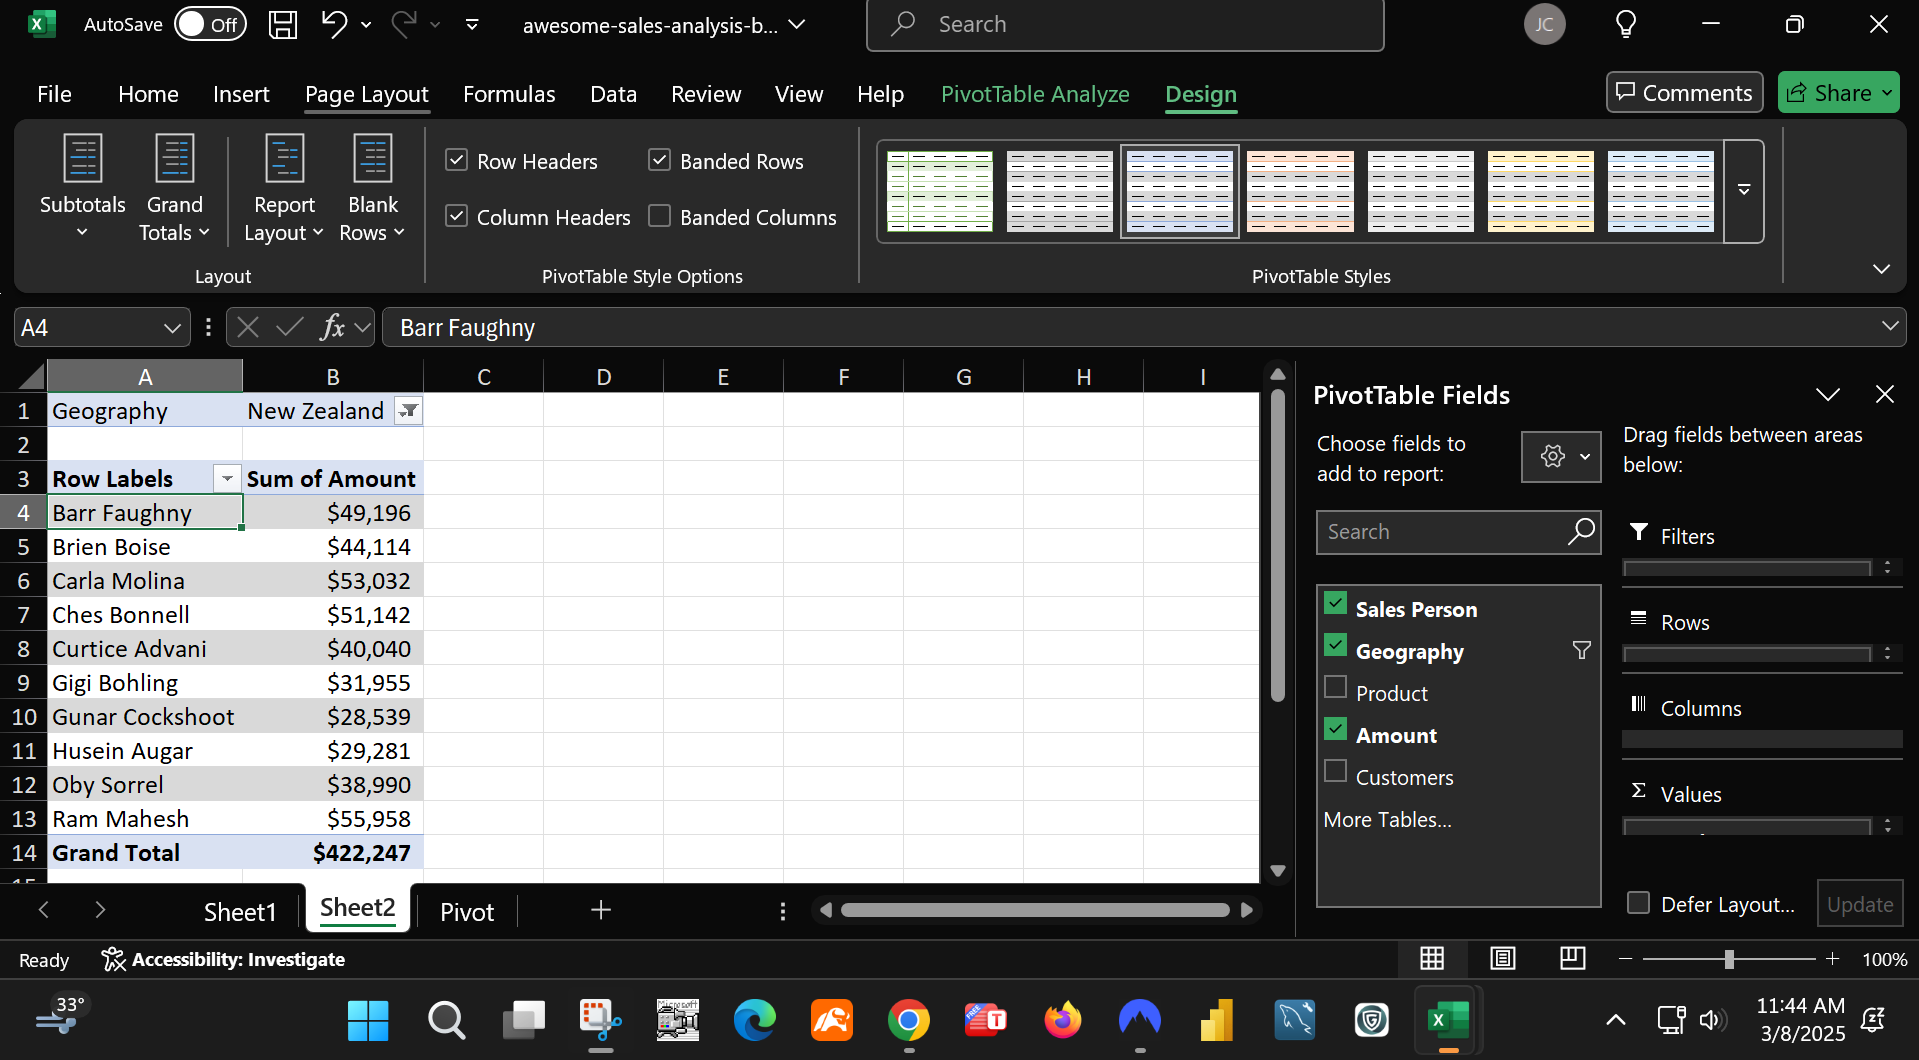 AutoSave Off awesome-sales-analysis-b... Search JC
File Home Insert Page Layout Formulas Data Review View Help PivotTable Analyze Design Comments Share
Subtotals Grand Totals Report Layout Blank Rows
Row Headers Banded Rows
Column Headers Banded Columns
Layout PivotTable Style Options PivotTable Styles
A4 fx Barr Faughny
A B C D E F G H I
1 Geography New Zealand
2
3 Row Labels Sum of Amount
4 Barr Faughny $49,196
5 Brien Boise $44,114
6 Carla Molina $53,032
7 Ches Bonnell $51,142
8 Curtice Advani $40,040
9 Gigi Bohling $31,955
10 Gunar Cockshoot $28,539
11 Husein Augar $29,281
12 Oby Sorrel $38,990
13 Ram Mahesh $55,958
14 Grand Total $422,247
PivotTable Fields
Choose fields to
add to report:
Search
Sales Person
Geography
Product
Amount
Customers
More Tables...
Drag fields between areas
below:
Filters
Rows
Columns
Σ Values
Defer Layout... Update
Sheet1 Sheet2 Pivot
Ready Accessibility: Investigate 100%
33° Microsoft FREE T 11:44 AM
3/8/2025